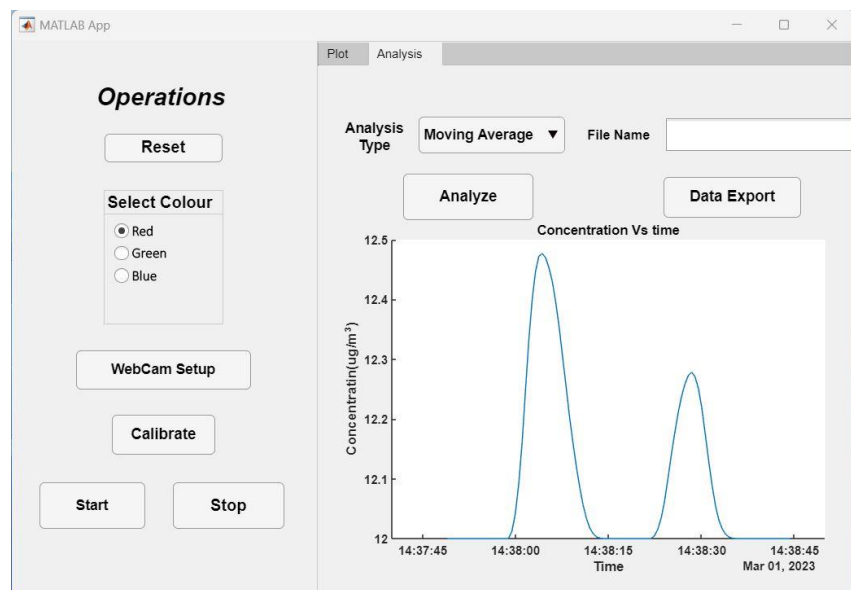 MATLAB App
Operations
Reset
Select Colour
Red
Green
Blue
WebCam Setup
Calibrate
Start
Stop
Plot
Analysis
Analysis
Type
Moving Average
File Name
Analyze
Data Export
Concentration Vs time
Concentratin(ug/m³)
12.5
12.4
12.3
12.2
12.1
12
14:37:45
14:38:00
14:38:15
14:38:30
14:38:45
Time
Mar 01, 2023